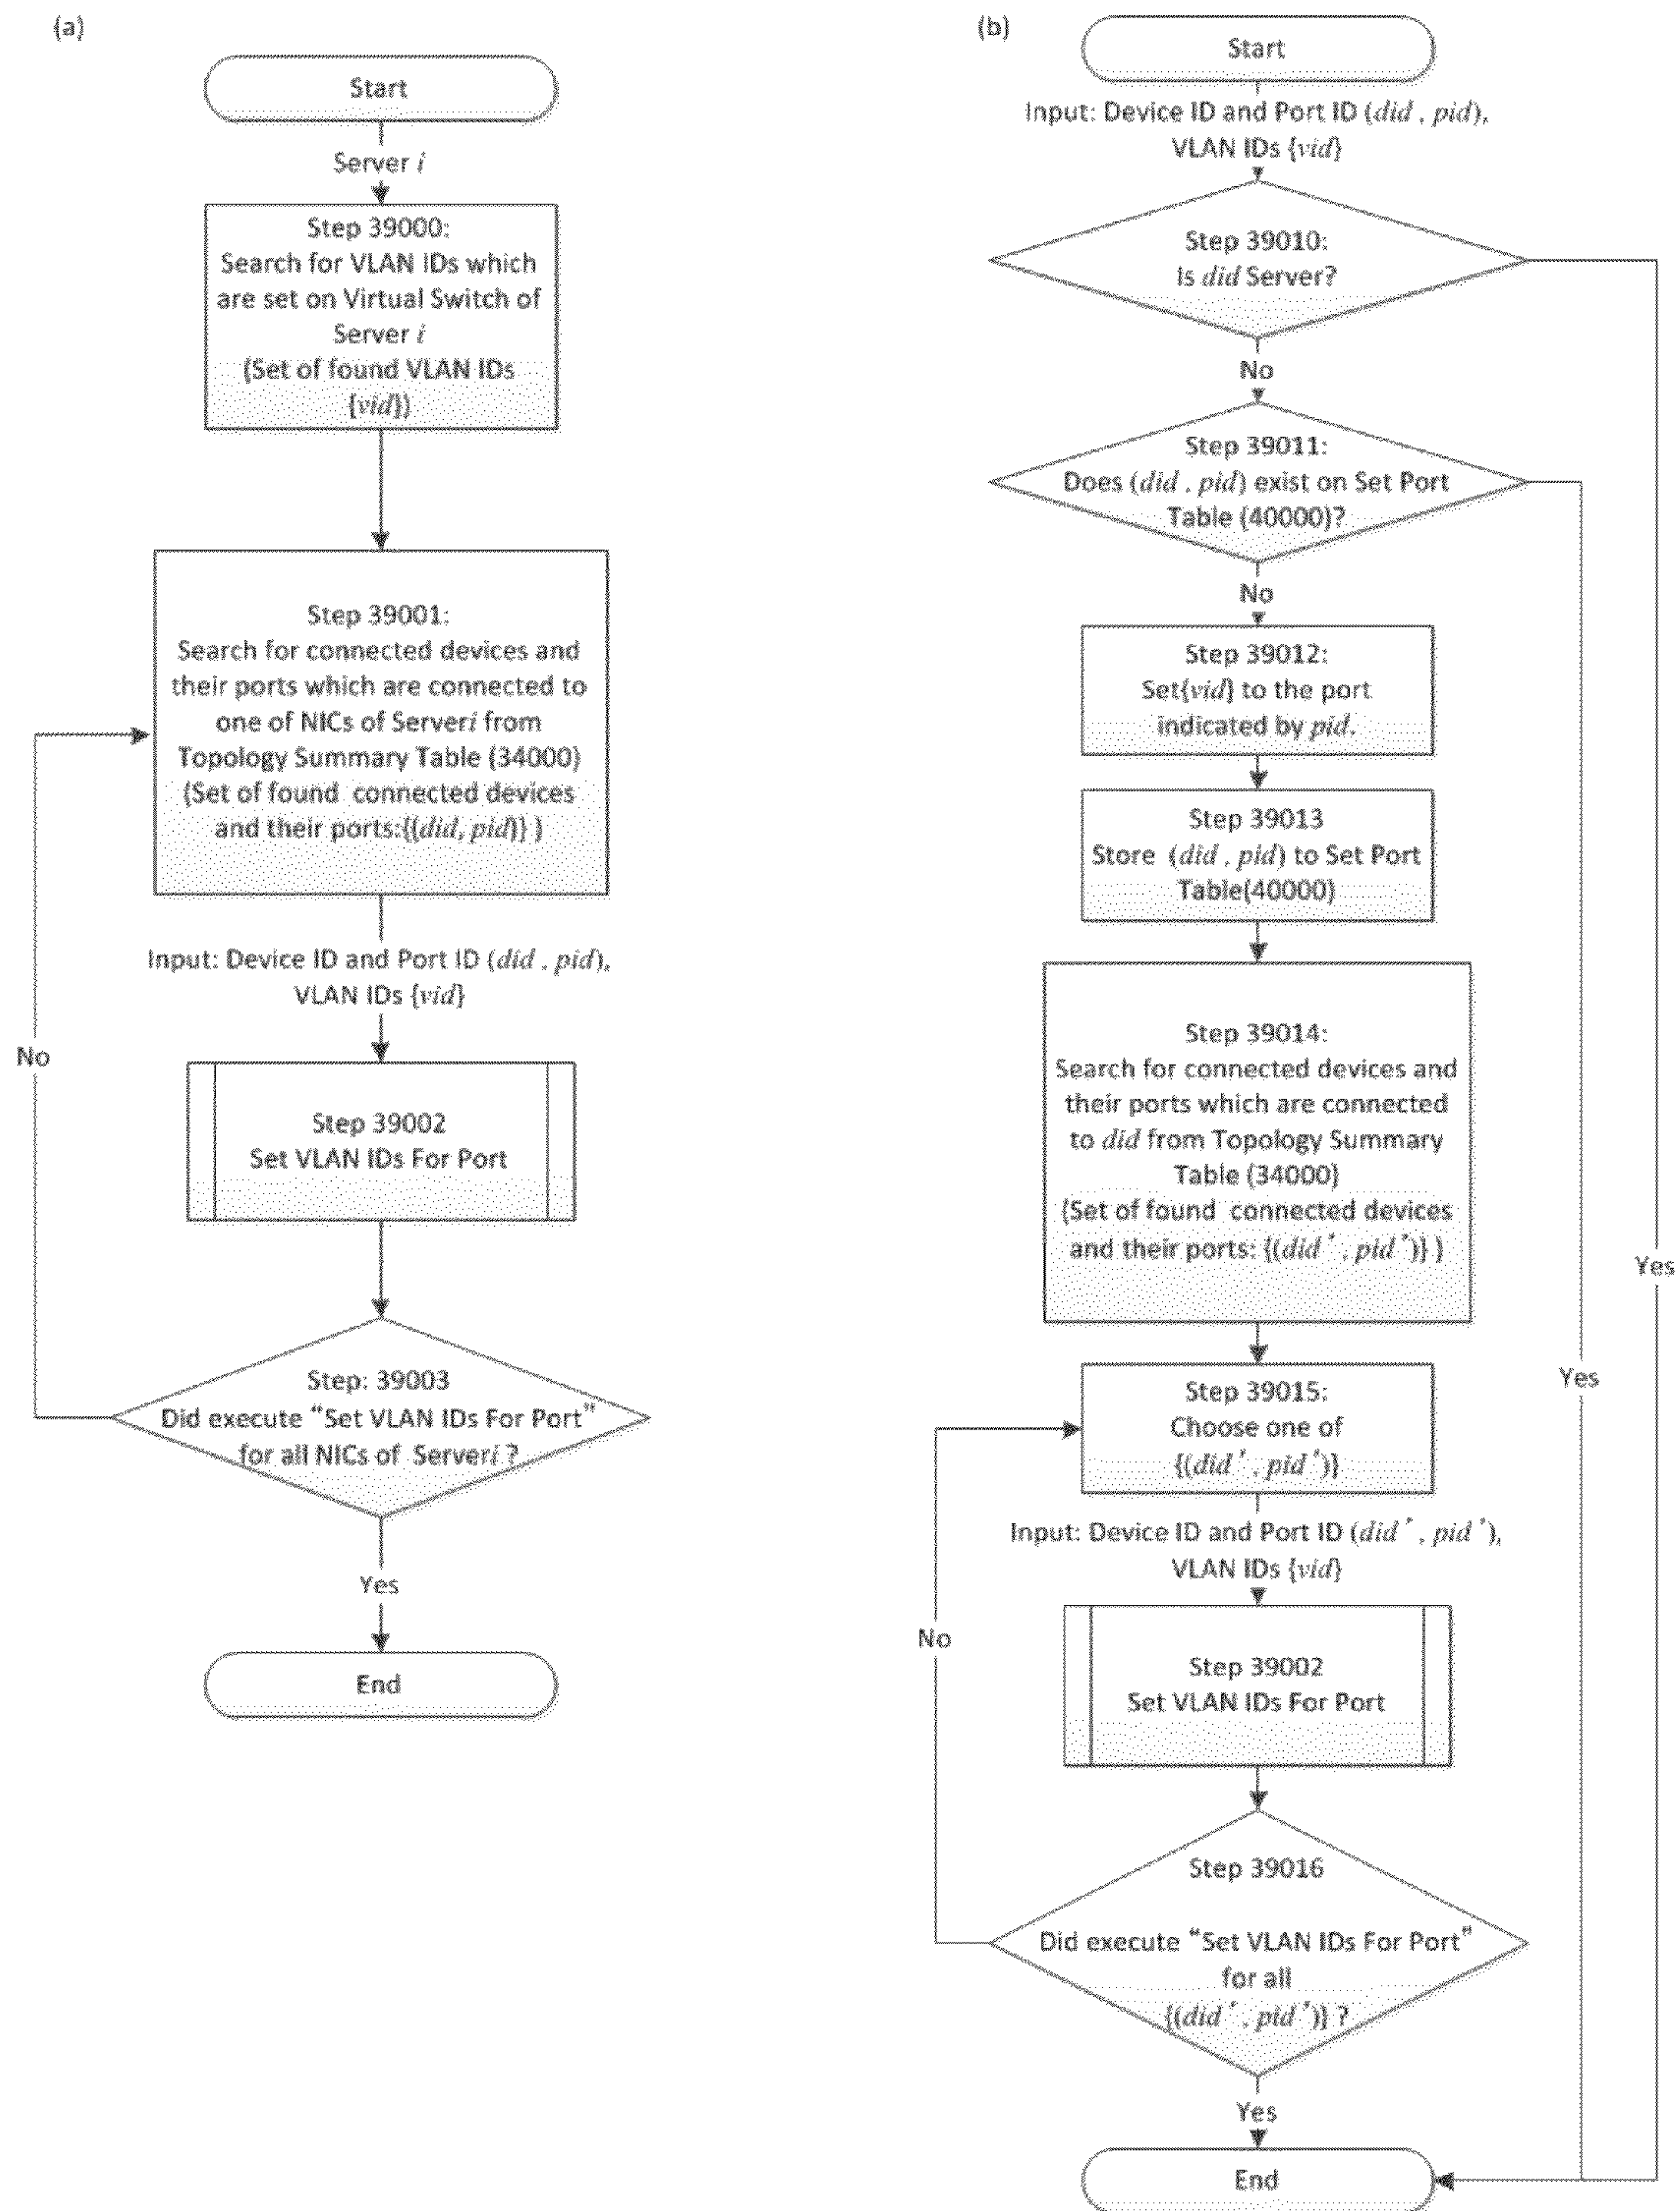 (a)
Start
Server i
Step 39000:
Search for VLAN IDs which
are set on Virtual Switch of
Server i
(Set of found VLAN IDs
{vid})
Step 39001:
Search for connected devices and
their ports which are connected to
one of NICs of Serveri from
Topology Summary Table (34000)
(Set of found connected devices
and their ports:{(did, pid)} )
Input: Device ID and Port ID (did , pid),
VLAN IDs {vid}
No
Step 39002
Set VLAN IDs For Port
Step: 39003
Did execute “Set VLAN IDs For Port”
for all NICs of Serveri ?
Yes
End
(b)
Start
Input: Device ID and Port ID (did , pid),
VLAN IDs {vid}
Step 39010:
Is did Server?
No
Step 39011:
Does (did , pid) exist on Set Port
Table (40000)?
No
Step 39012:
Set{vid} to the port
indicated by pid.
Step 39013
Store (did , pid) to Set Port
Table(40000)
Step 39014:
Search for connected devices and
their ports which are connected
to did from Topology Summary
Table (34000)
(Set of found connected devices
and their ports: {(did ’ , pid ’)} )
Yes
Yes
Step 39015:
Choose one of
{(did ’ , pid ’)}
Input: Device ID and Port ID (did ’ , pid ’),
VLAN IDs {vid}
No
Step 39002
Set VLAN IDs For Port
Step 39016
Did execute “Set VLAN IDs For Port”
for all
{(did ’ , pid ’)} ?
Yes
End